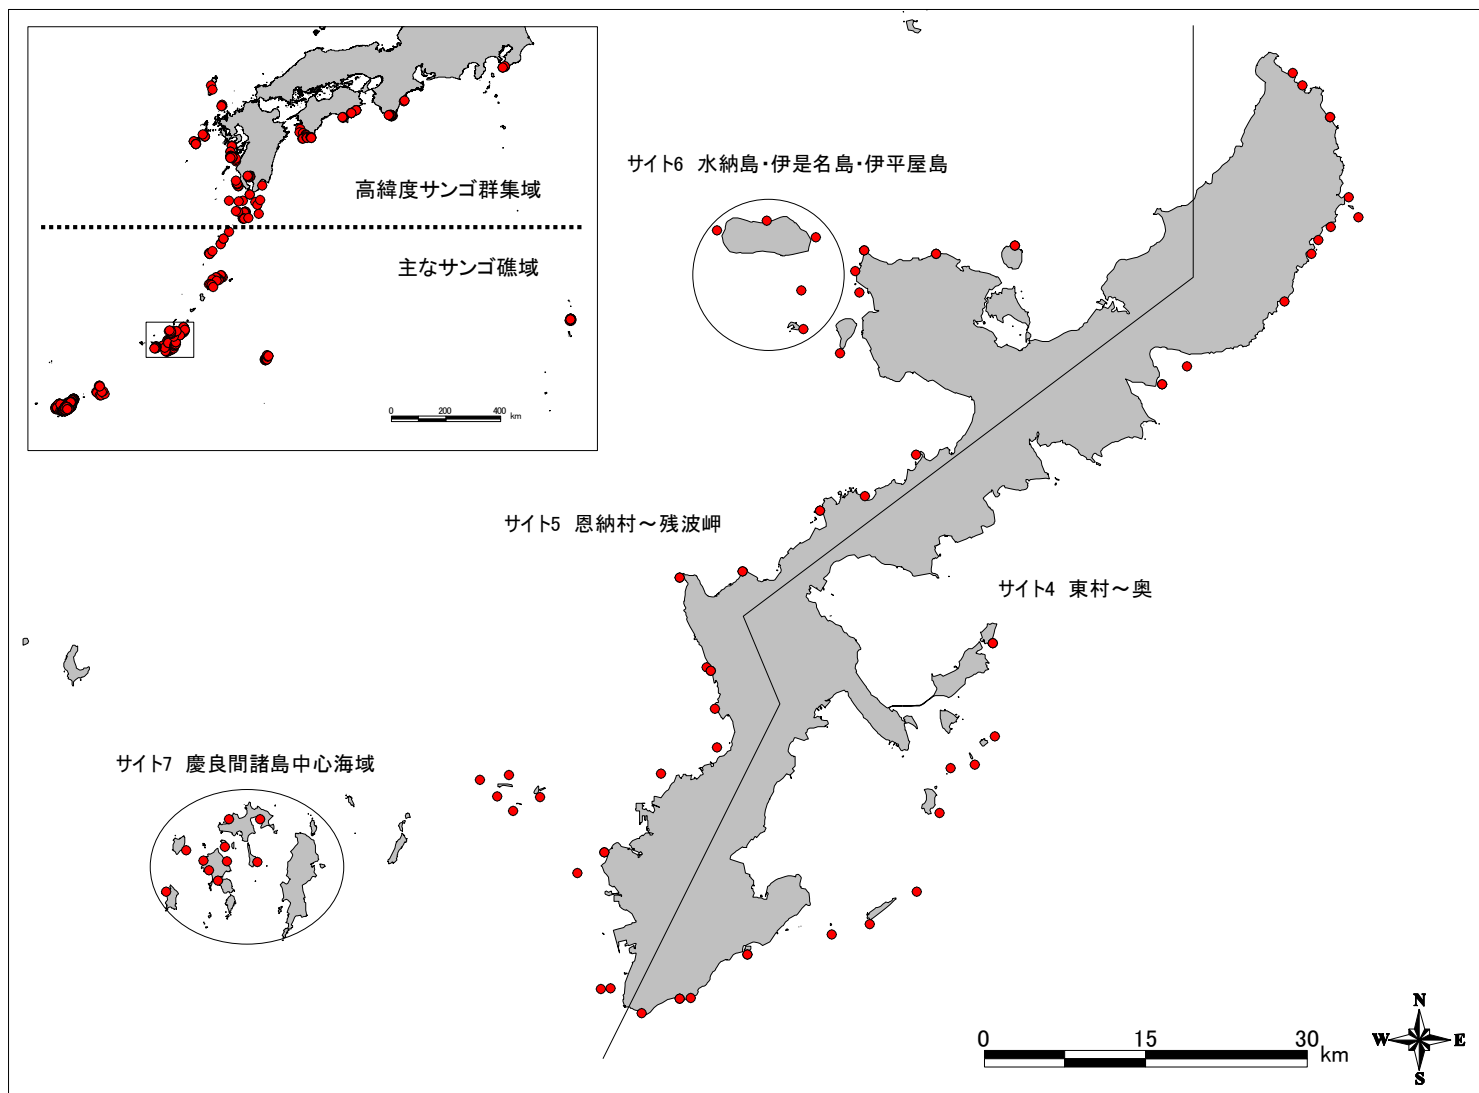 高緯度サンゴ群集域
主なサンゴ礁域
0 200 400 km
サイト6 水納島・伊是名島・伊平屋島
サイト5 恩納村～残波岬
サイト4 東村～奥
サイト7 慶良間諸島中心海域
0 15 30 km
N
W E
S